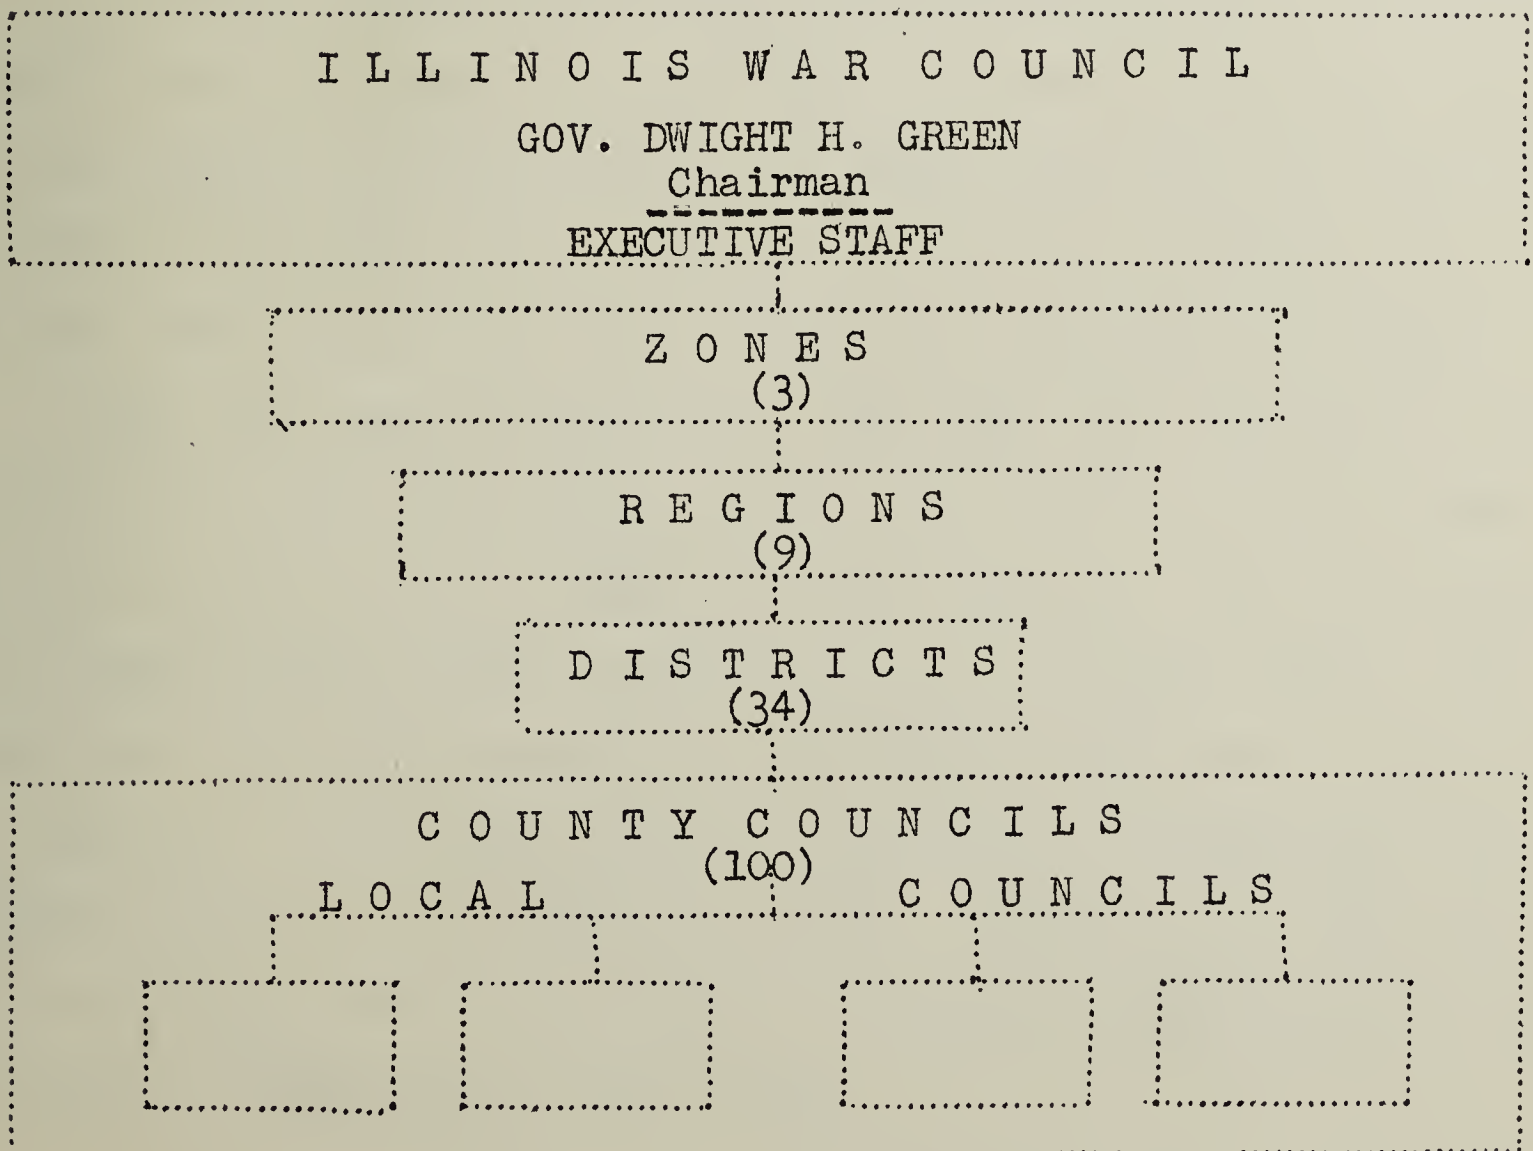 ILLINOIS WAR COUNCIL
GOV. DWIGHT H. GREEN
Chairman
EXECUTIVE STAFF
ZONES
(3)
REGIONS
(9)
DISTRICTS
(34)
COUNTY COUNCILS
(100)
LOCAL COUNCILS